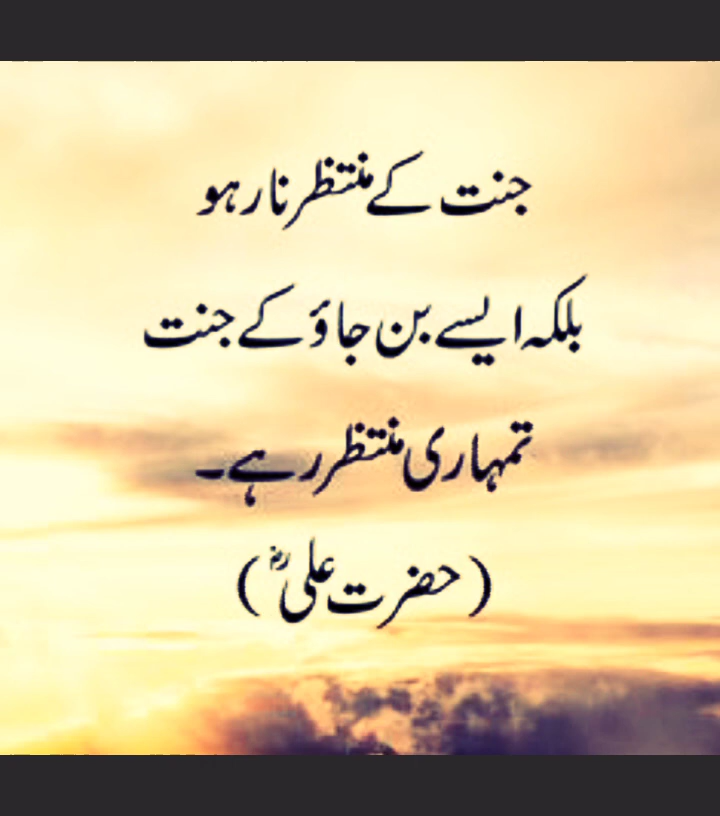 جنت کے منتظر نا رہو
بلکہ ایسے بن جاؤ کے جنت
تمہاری منتظر رہے۔
(حضرت علیؓ)